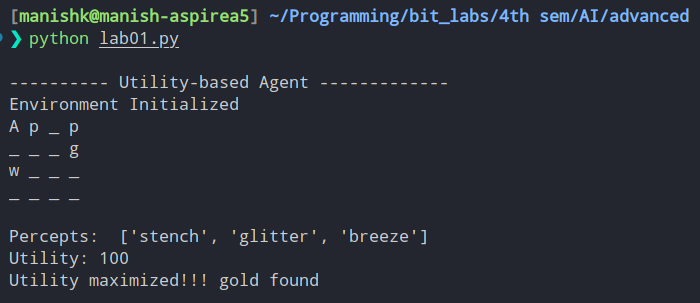 [manishk@manish-aspirea5] ~/Programming/bit_labs/4th sem/AI/advanced
❯ python lab01.py
---------- Utility-based Agent -------------
Environment Initialized
A p _ p
_ _ _ g
w _ _ _
_ _ _ _
Percepts:  ['stench', 'glitter', 'breeze']
Utility: 100
Utility maximized!!! gold found